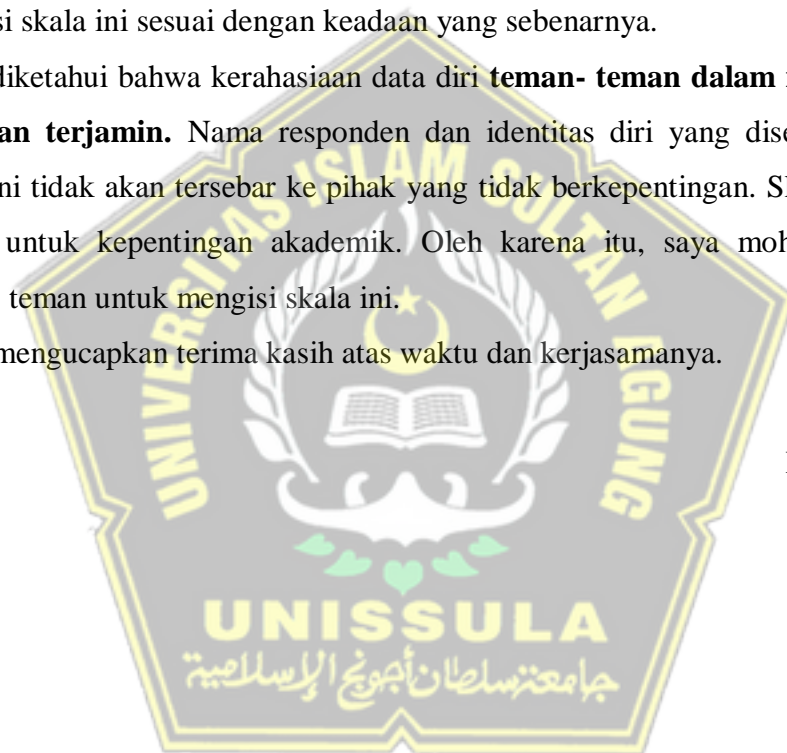 si skala ini sesuai dengan keadaan yang sebenarnya.
diketahui bahwa kerahasiaan data diri teman- teman dalam
an terjamin. Nama responden dan identitas diri yang dise
ni tidak akan tersebar ke pihak yang tidak berkepentingan.
untuk kepentingan akademik. Oleh karena itu, saya moh
teman untuk mengisi skala ini.
mengucapkan terima kasih atas waktu dan kerjasamanya.
UNIVERSITAS ISLAM SULTAN AGUNG
UNISSULA
جامعة سلطان أجونج الإسلامية